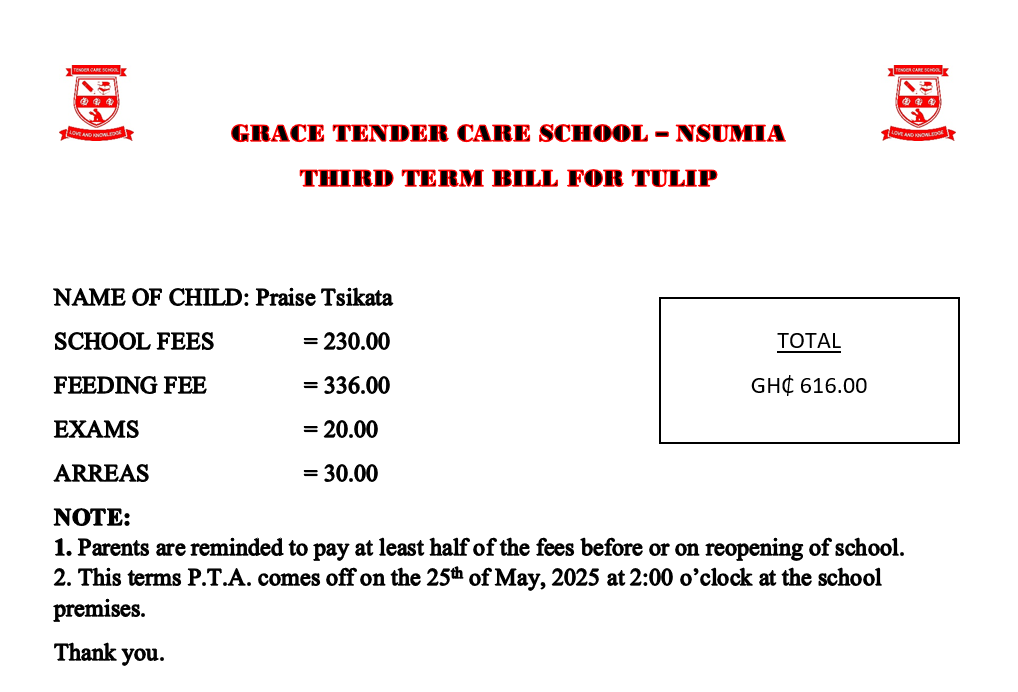 TENDER CARE SCHOOL
LOVE AND KNOWLEDGE
TENDER CARE SCHOOL
LOVE AND KNOWLEDGE
GRACE TENDER CARE SCHOOL – NSUMIA
THIRD TERM BILL FOR TULIP
NAME OF CHILD: Praise Tsikata
SCHOOL FEES = 230.00
FEEDING FEE = 336.00
EXAMS = 20.00
ARREAS = 30.00
TOTAL
GH₵ 616.00
NOTE:
1. Parents are reminded to pay at least half of the fees before or on reopening of school.
2. This terms P.T.A. comes off on the 25th of May, 2025 at 2:00 o’clock at the school
premises.
Thank you.